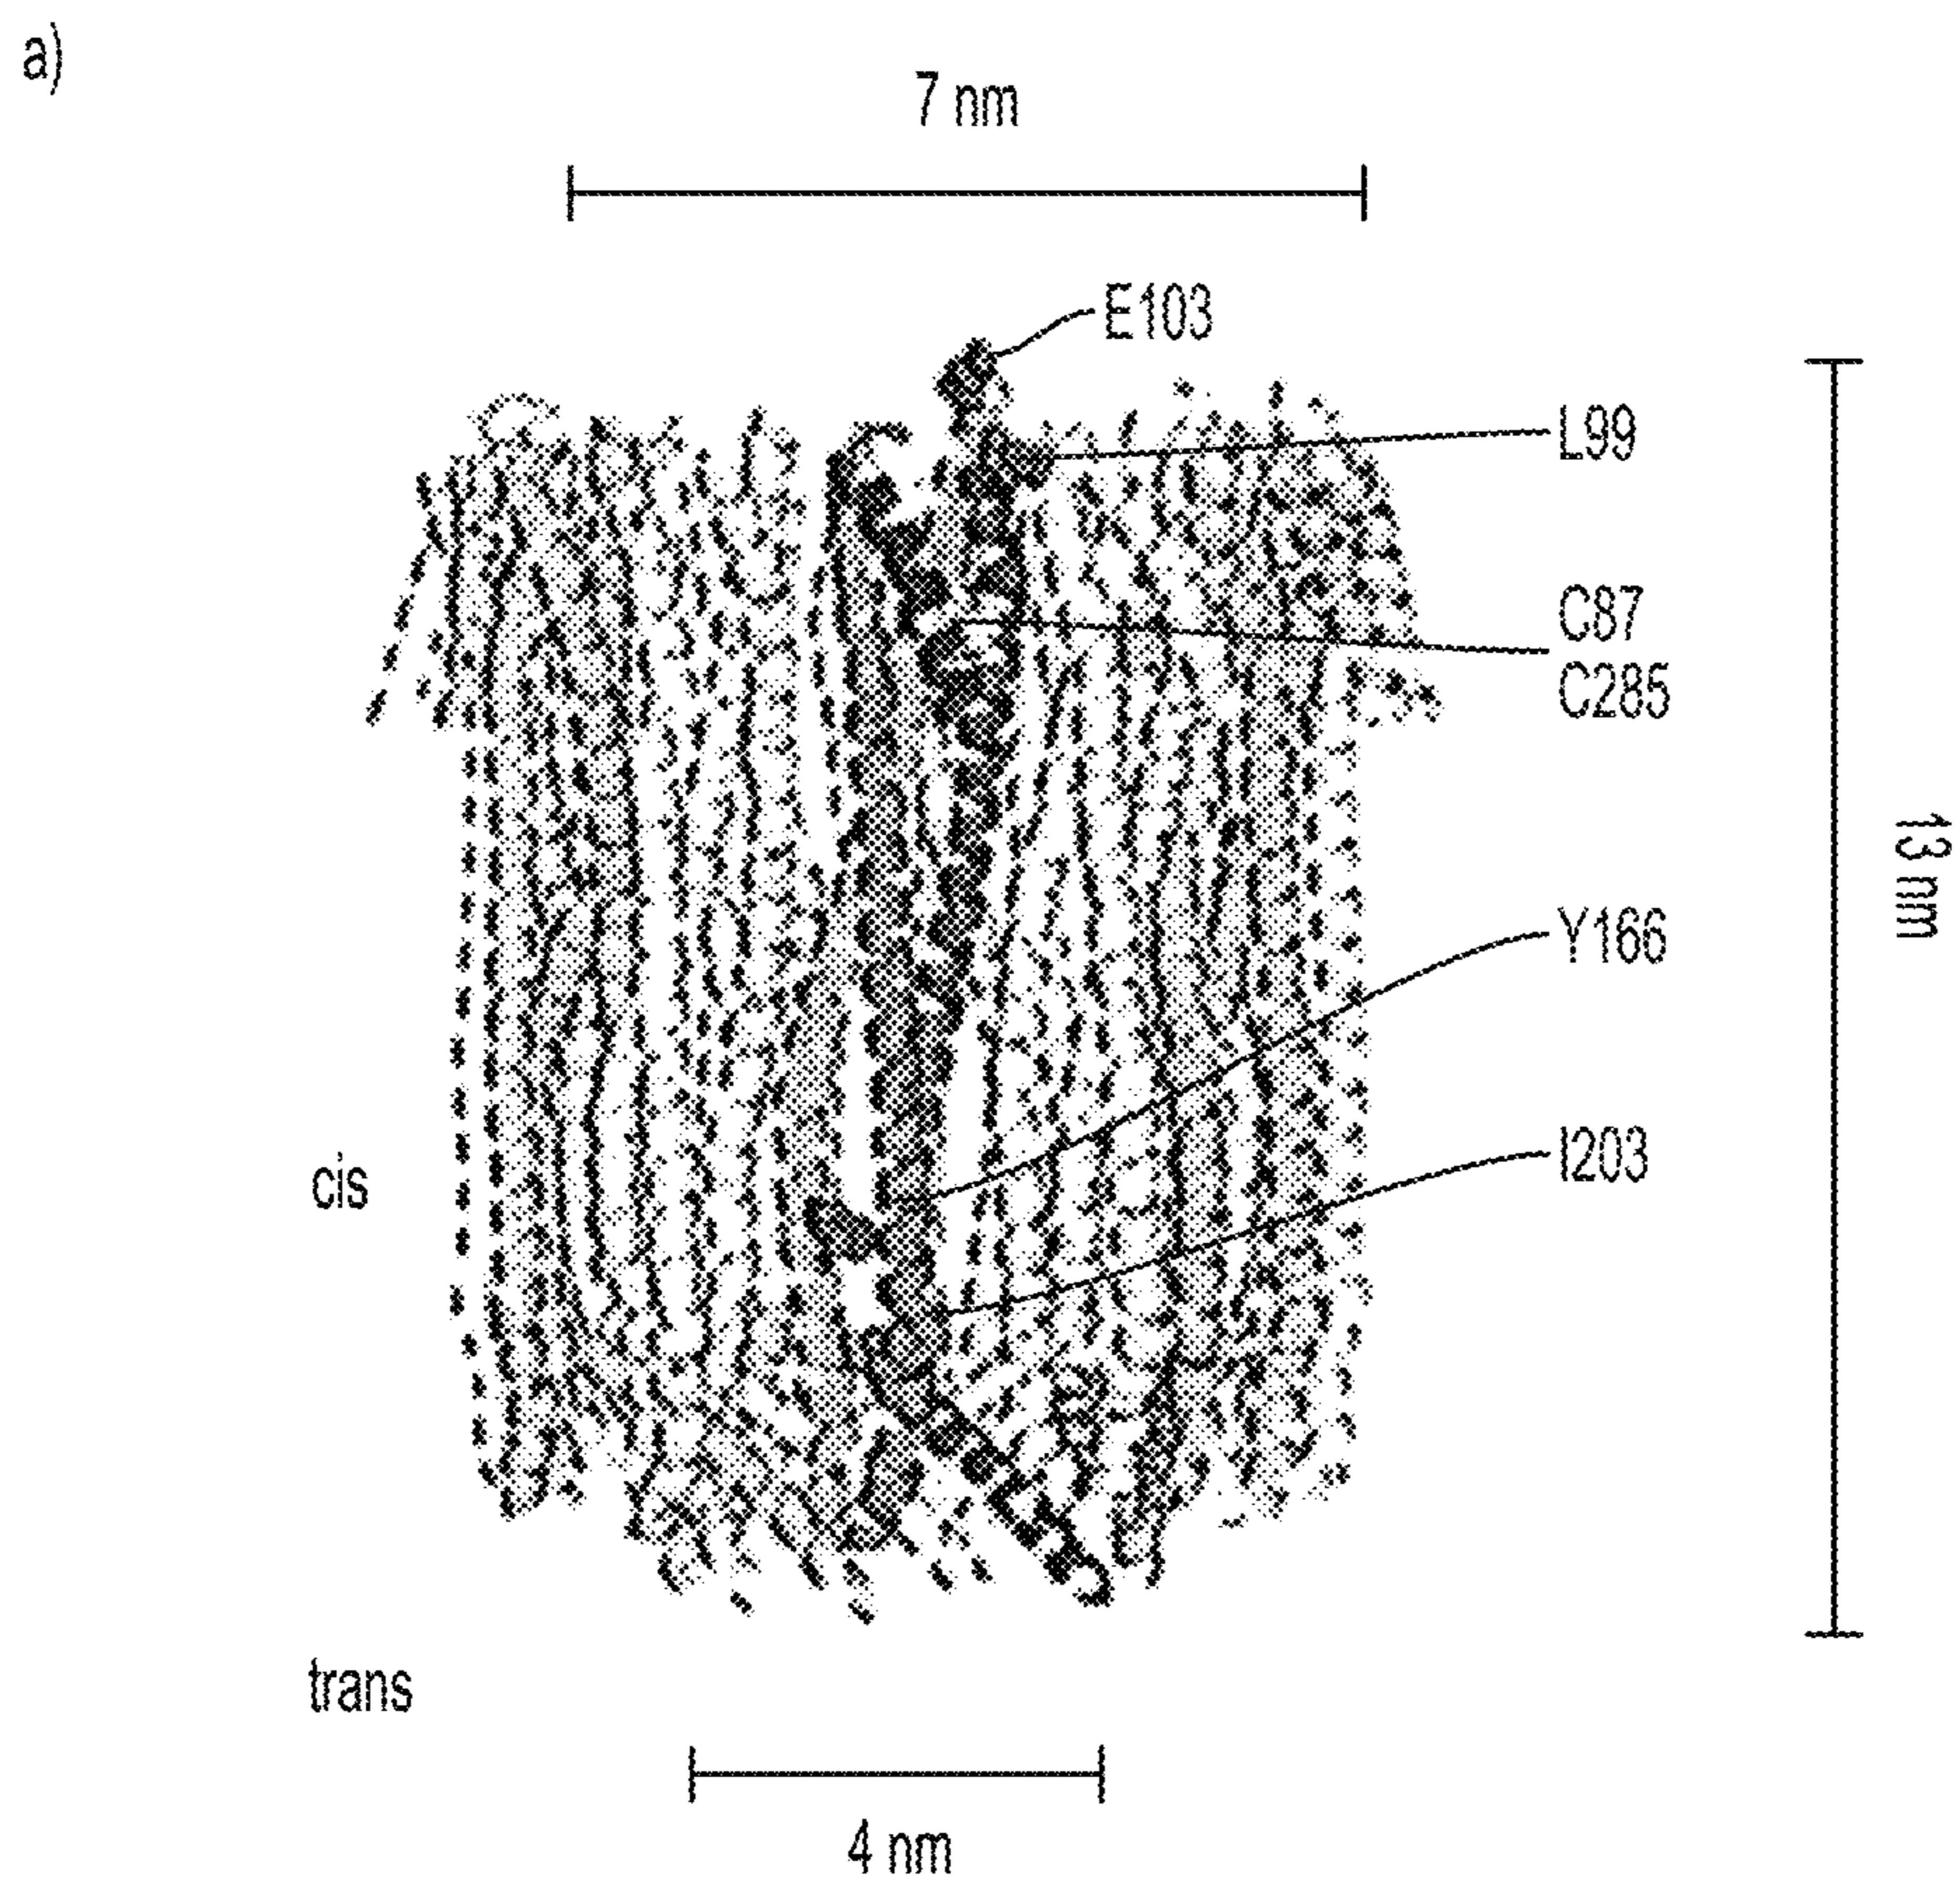 a)
7 nm
E103
L99
C87
C285
13 nm
Y166
I203
cis
trans
4 nm